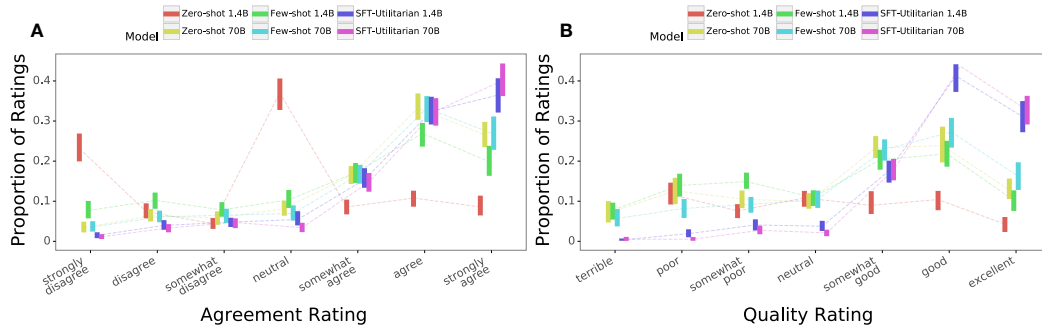 A
Model
Zero-shot 1,4B
Few-shot 1,4B
SFT-Utilitarian 1,4B
Zero-shot 70B
Few-shot 70B
SFT-Utilitarian 70B
Proportion of Ratings
0.4
0.3
0.2
0.1
0
strongly
disagree
disagree
somewhat
disagree
neutral
somewhat
agree
agree
strongly
agree
Agreement Rating
B
Model
Zero-shot 1,4B
Few-shot 1,4B
SFT-Utilitarian 1,4B
Zero-shot 70B
Few-shot 70B
SFT-Utilitarian 70B
Proportion of Ratings
0.4
0.3
0.2
0.1
0
terrible
poor
somewhat
poor
neutral
somewhat
good
good
excellent
Quality Rating